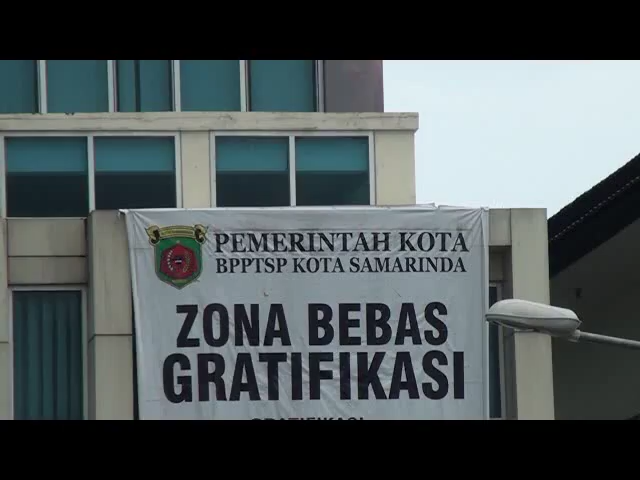 PEMERINTAH KOTA
BPPTSP KOTA SAMARINDA
ZONA BEBAS
GRATIFIKASI